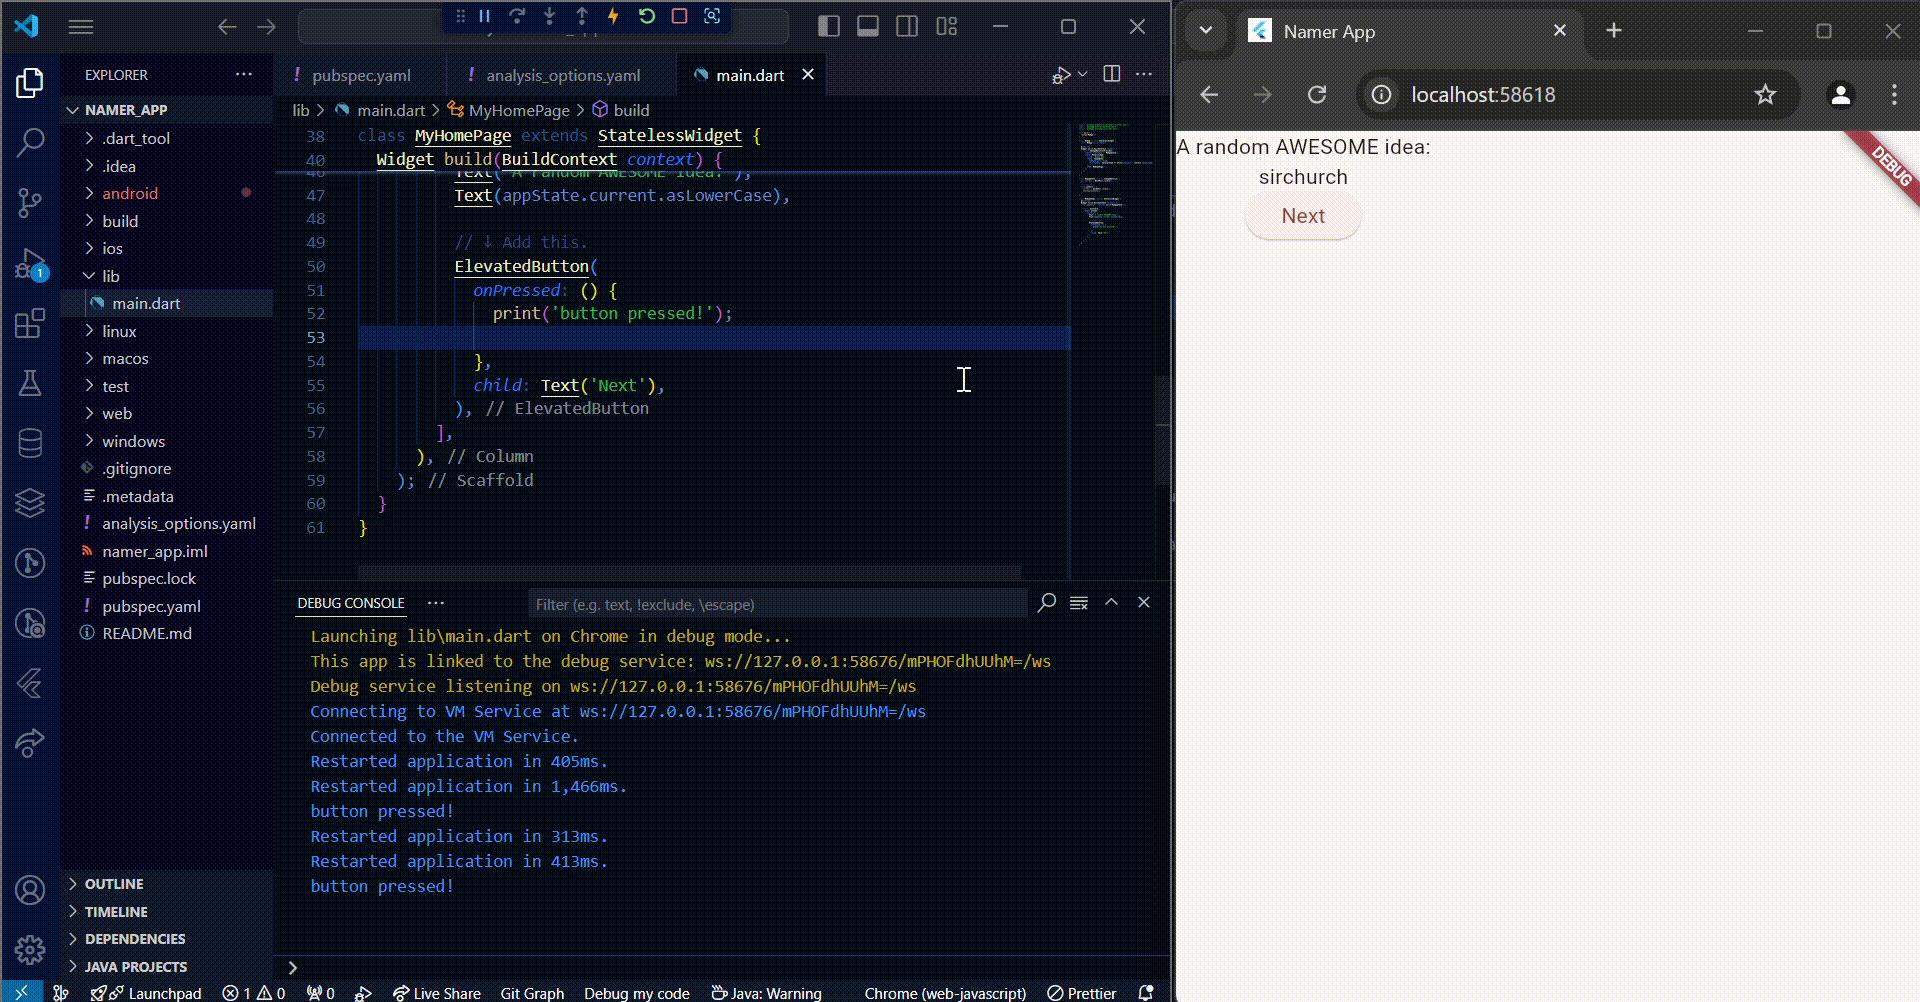 EXPLORER
NAMER_APP
.dart_tool
.idea
android
build
ios
lib
main.dart
linux
macos
test
web
windows
.gitignore
.metadata
analysis_options.yaml
namer_app.iml
pubspec.lock
pubspec.yaml
README.md
OUTLINE
TIMELINE
DEPENDENCIES
JAVA PROJECTS
1
! pubspec.yaml
! analysis_options.yaml
main.dart
lib > main.dart > MyHomePage > build
38 class MyHomePage extends StatelessWidget {
40 Widget build(BuildContext context) {
46 Text('A random AWESOME idea:'),
47 Text(appState.current.asLowerCase),
48
49 // ↓ Add this.
50 ElevatedButton(
51 onPressed: () {
52 print('button pressed!');
53
54 },
55 child: Text('Next'),
56 ), // ElevatedButton
57 ],
58 ), // Column
59 ); // Scaffold
60 }
61 }
DEBUG CONSOLE
Filter (e.g. text, !exclude, \escape)
Launching lib\main.dart on Chrome in debug mode...
This app is linked to the debug service: ws://127.0.0.1:58676/mPHOFdhUUhM=/ws
Debug service listening on ws://127.0.0.1:58676/mPHOFdhUUhM=/ws
Connecting to VM Service at ws://127.0.0.1:58676/mPHOFdhUUhM=/ws
Connected to the VM Service.
Restarted application in 405ms.
Restarted application in 1,466ms.
button pressed!
Restarted application in 313ms.
Restarted application in 413ms.
button pressed!
Launchpad 1 0 0 Live Share Git Graph Debug my code Java: Warning Chrome (web-javascript) Prettier
Namer App
localhost:58618
A random AWESOME idea:
sirchurch
Next
DEBUG